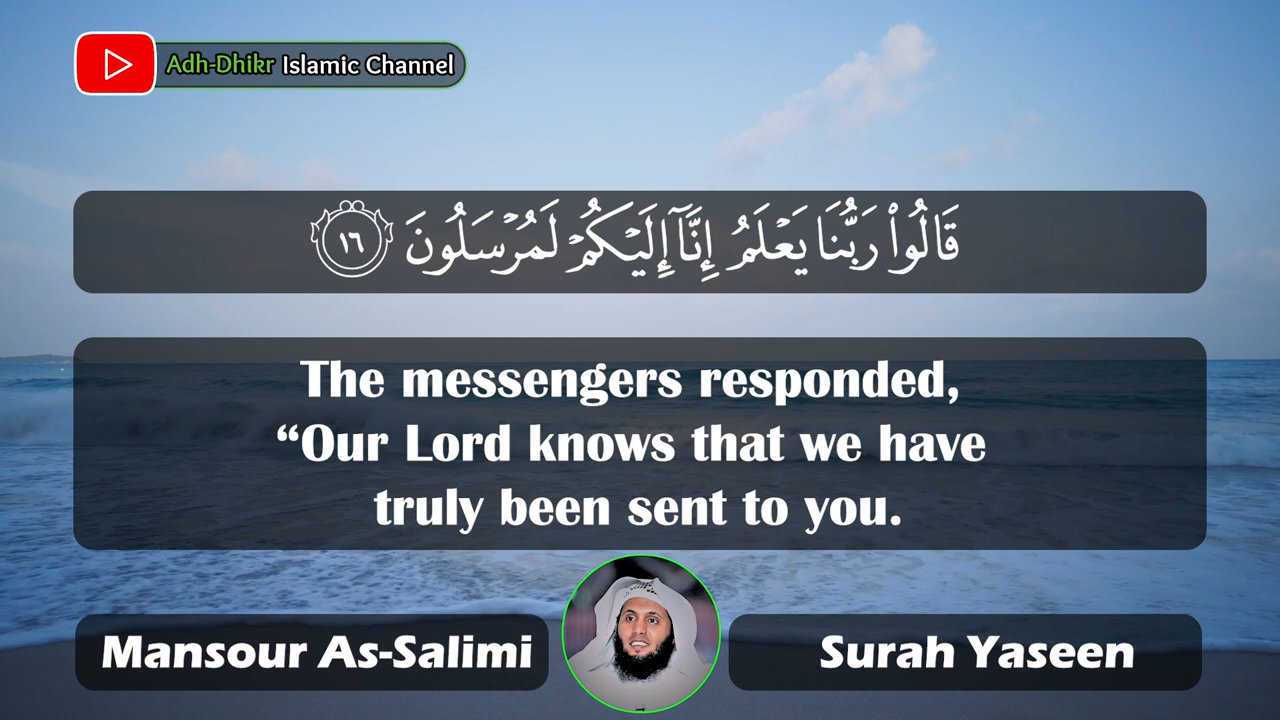 Adh-Dhikr Islamic Channel
قَالُوا۟ رَبُّنَا يَعْلَمُ إِنَّآ إِلَيْكُمْ لَمُرْسَلُونَ ١٦
The messengers responded,
“Our Lord knows that we have
truly been sent to you.
Mansour As-Salimi
Surah Yaseen